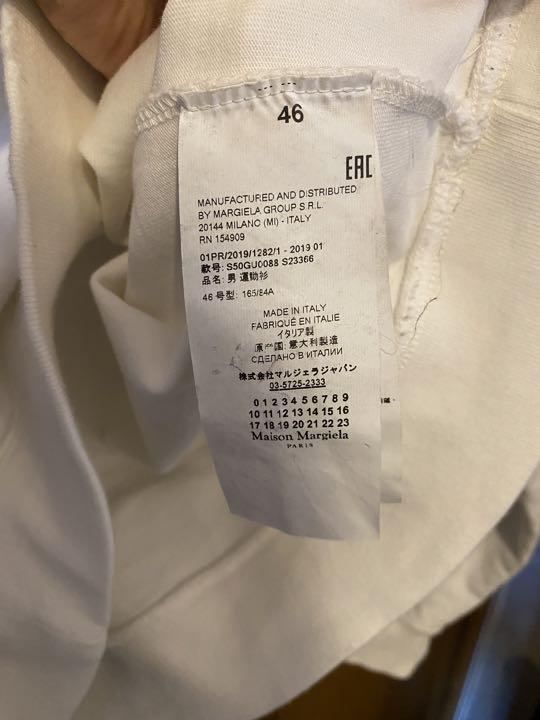 46
EAC
MANUFACTURED AND DISTRIBUTED
BY MARGIELA GROUP S R.L.
20144 MILANO (MI) - ITALY
RN 154909
01PR/2019/1282/1 - 2019 01
款号: S50GU0088 S23366
品名: 男 運物衫
46 号型: 165/84A
MADE IN ITALY
FABRIQUÉ EN ITALIE
イタリア製
原产国: 意大利製造
СДЕЛАНО В ИТАЛИИ
株式会社マルジェラジャパン
03-5725-2333
0 1 2 3 4 5 6 7 8 9
10 11 12 13 14 15 16
17 18 19 20 21 22 23
Maison Margiela
PARIS